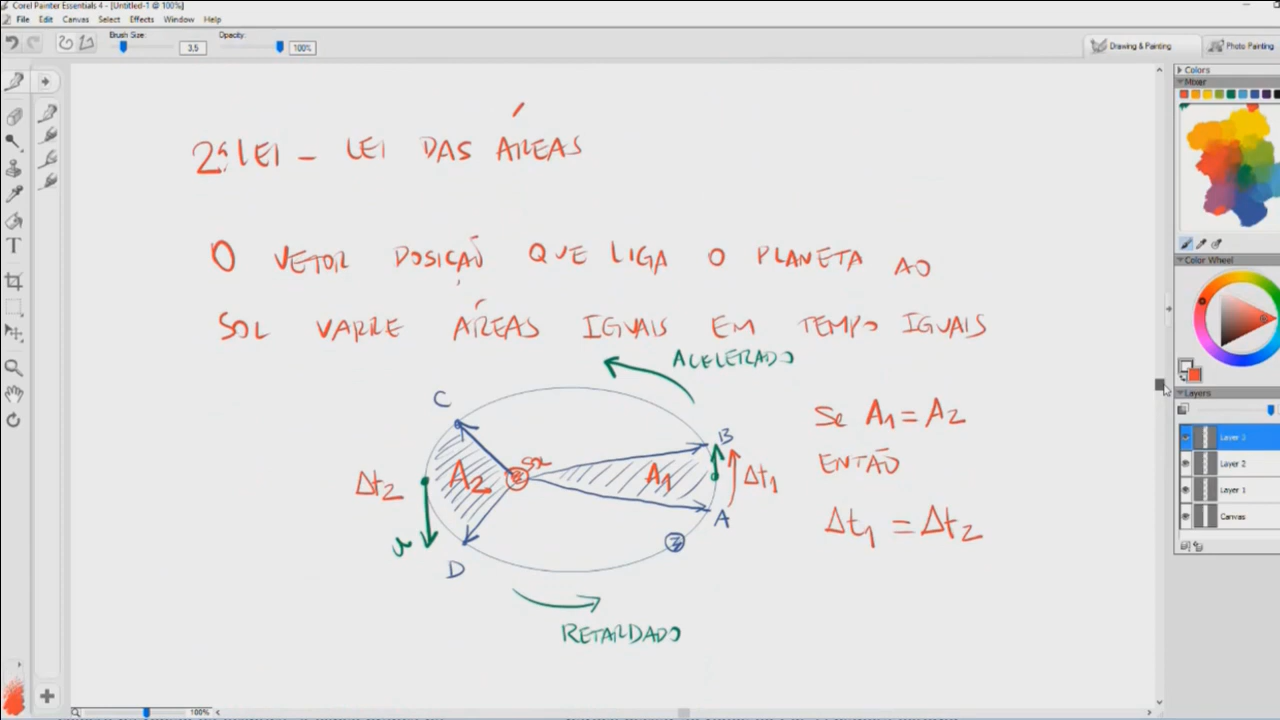 Corel Painter Essentials 4 - [Untitled-1 @ 100%]
File Edit Canvas Select Effects Window Help
Brush Size: 3.5 Opacity: 100%
Drawing & Painting Photo Painting
Colors
Mixer
Color Wheel
Layers
Layer 3
Layer 2
Layer 1
Canvas
2ª LEI - LEI DAS ÁREAS
O VETOR POSIÇÃO QUE LIGA O PLANETA AO
SOL VARRE ÁREAS IGUAIS EM TEMPO IGUAIS
ACELERADO
C
B
SOL
A2
A1
Δt2
Δt1
A
D
RETARDADO
Se A1 = A2
ENTÃO
Δt1 = Δt2
100%